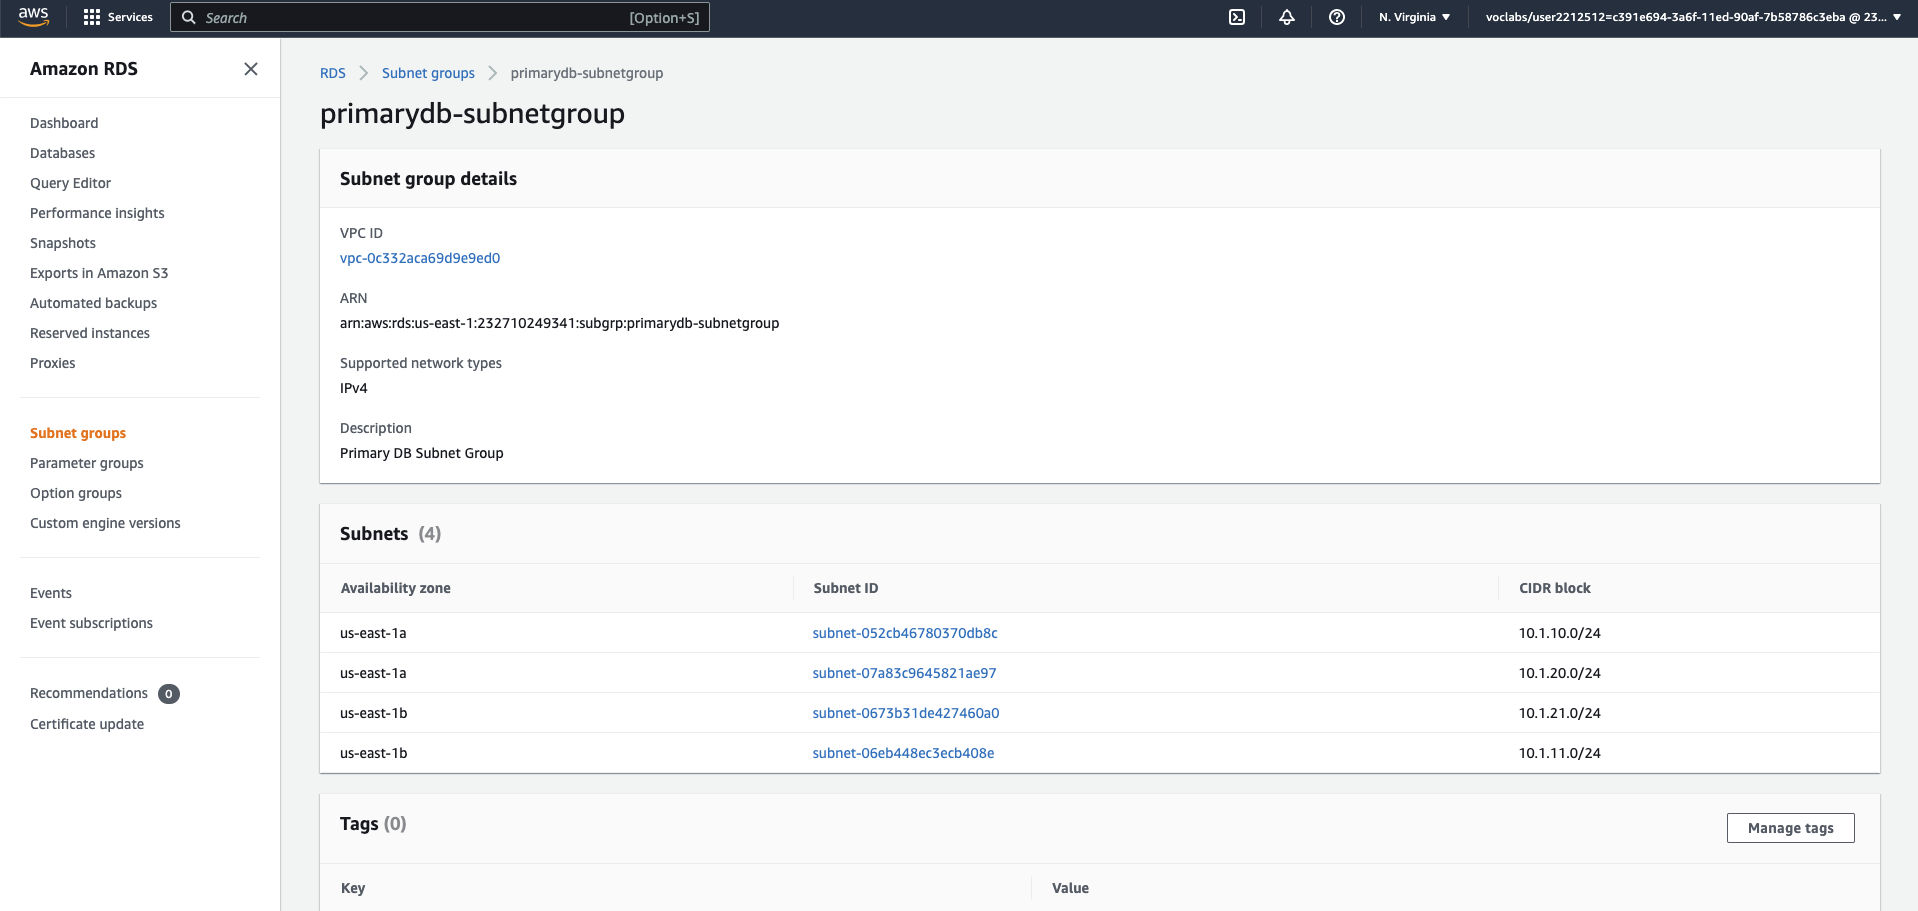 aws
Services
Search [Option+S]
N. Virginia
voclabs/user2212512=c391e694-3a6f-11ed-90af-7b58786c3eba @ 23...
Amazon RDS
Dashboard
Databases
Query Editor
Performance insights
Snapshots
Exports in Amazon S3
Automated backups
Reserved instances
Proxies
Subnet groups
Parameter groups
Option groups
Custom engine versions
Events
Event subscriptions
Recommendations 0
Certificate update
RDS > Subnet groups > primarydb-subnetgroup
primarydb-subnetgroup
Subnet group details
VPC ID
vpc-0c332aca69d9e9ed0
ARN
arn:aws:rds:us-east-1:232710249341:subgrp:primarydb-subnetgroup
Supported network types
IPv4
Description
Primary DB Subnet Group
Subnets (4)
Availability zone Subnet ID CIDR block
us-east-1a subnet-052cb46780370db8c 10.1.10.0/24
us-east-1a subnet-07a83c9645821ae97 10.1.20.0/24
us-east-1b subnet-0673b31de427460a0 10.1.21.0/24
us-east-1b subnet-06eb448ec3ecb408e 10.1.11.0/24
Tags (0)
Manage tags
Key Value